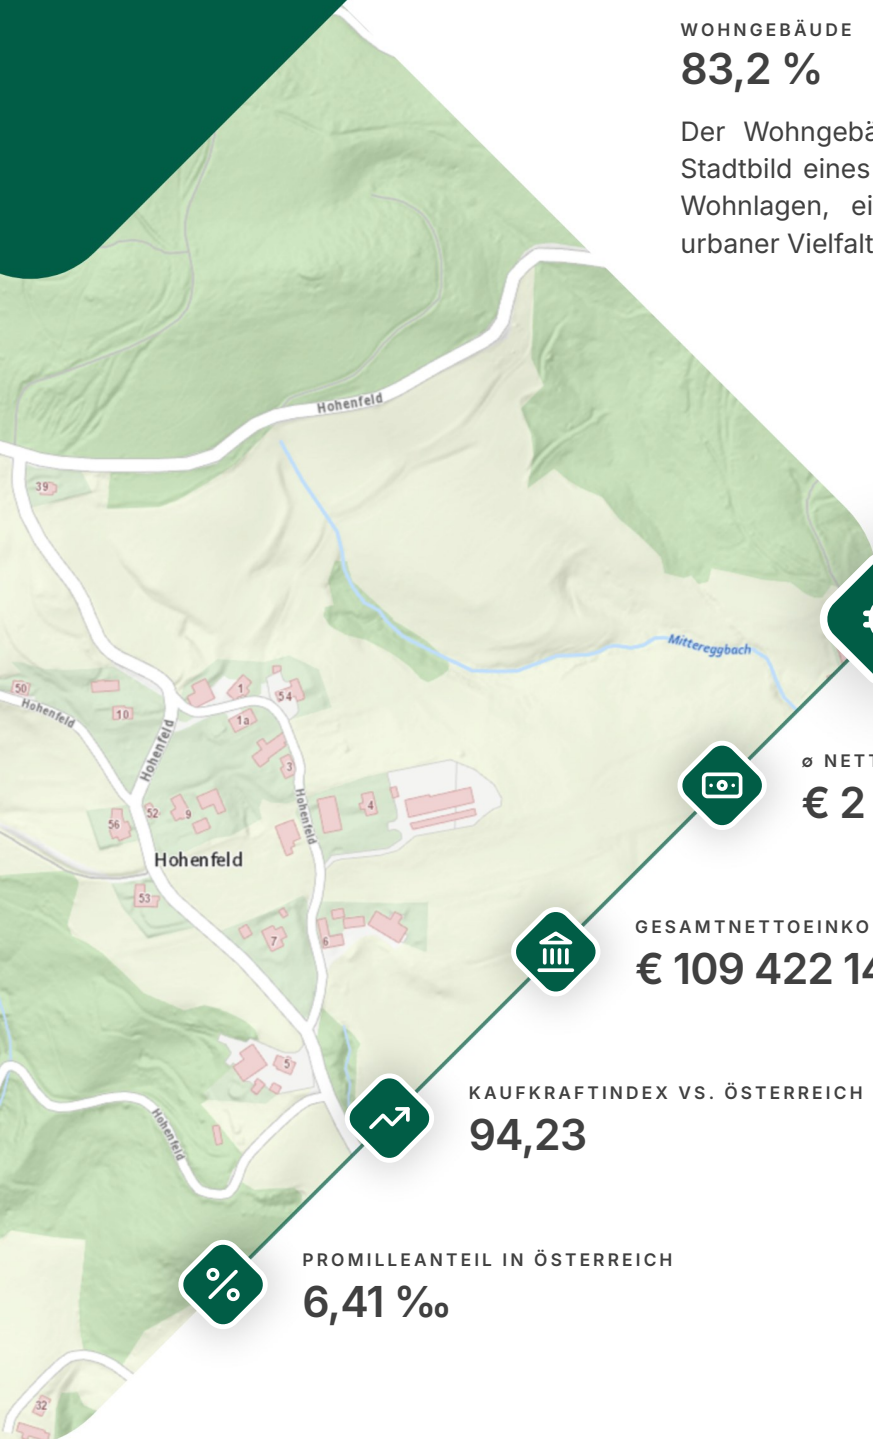 WOHNGEBÄUDE
83,2 %
Der Wohngebä
Stadtbild eines
Wohnlagen, ei
urbaner Vielfalt
Hohenfeld
39
Mittereggbach
50
Hohenfeld
10
1
54
1a
Hohenfeld
3
ø NETT
€ 2
Hohenfeld
52
9
4
56
Hohenfeld
53
7
6
GESAMTNETTOEINKO
€ 109 422 14
5
KAUFKRAFTINDEX VS. ÖSTERREICH
94,23
Hohenfeld
PROMILLEANTEIL IN ÖSTERREICH
6,41 ‰
32